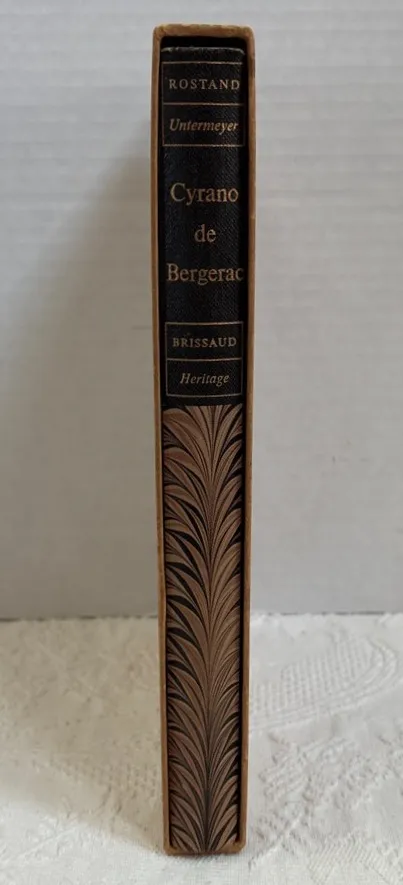 ROSTAND
Untermeyer
Cyrano
de
Bergerac
BRISSAUD
Heritage